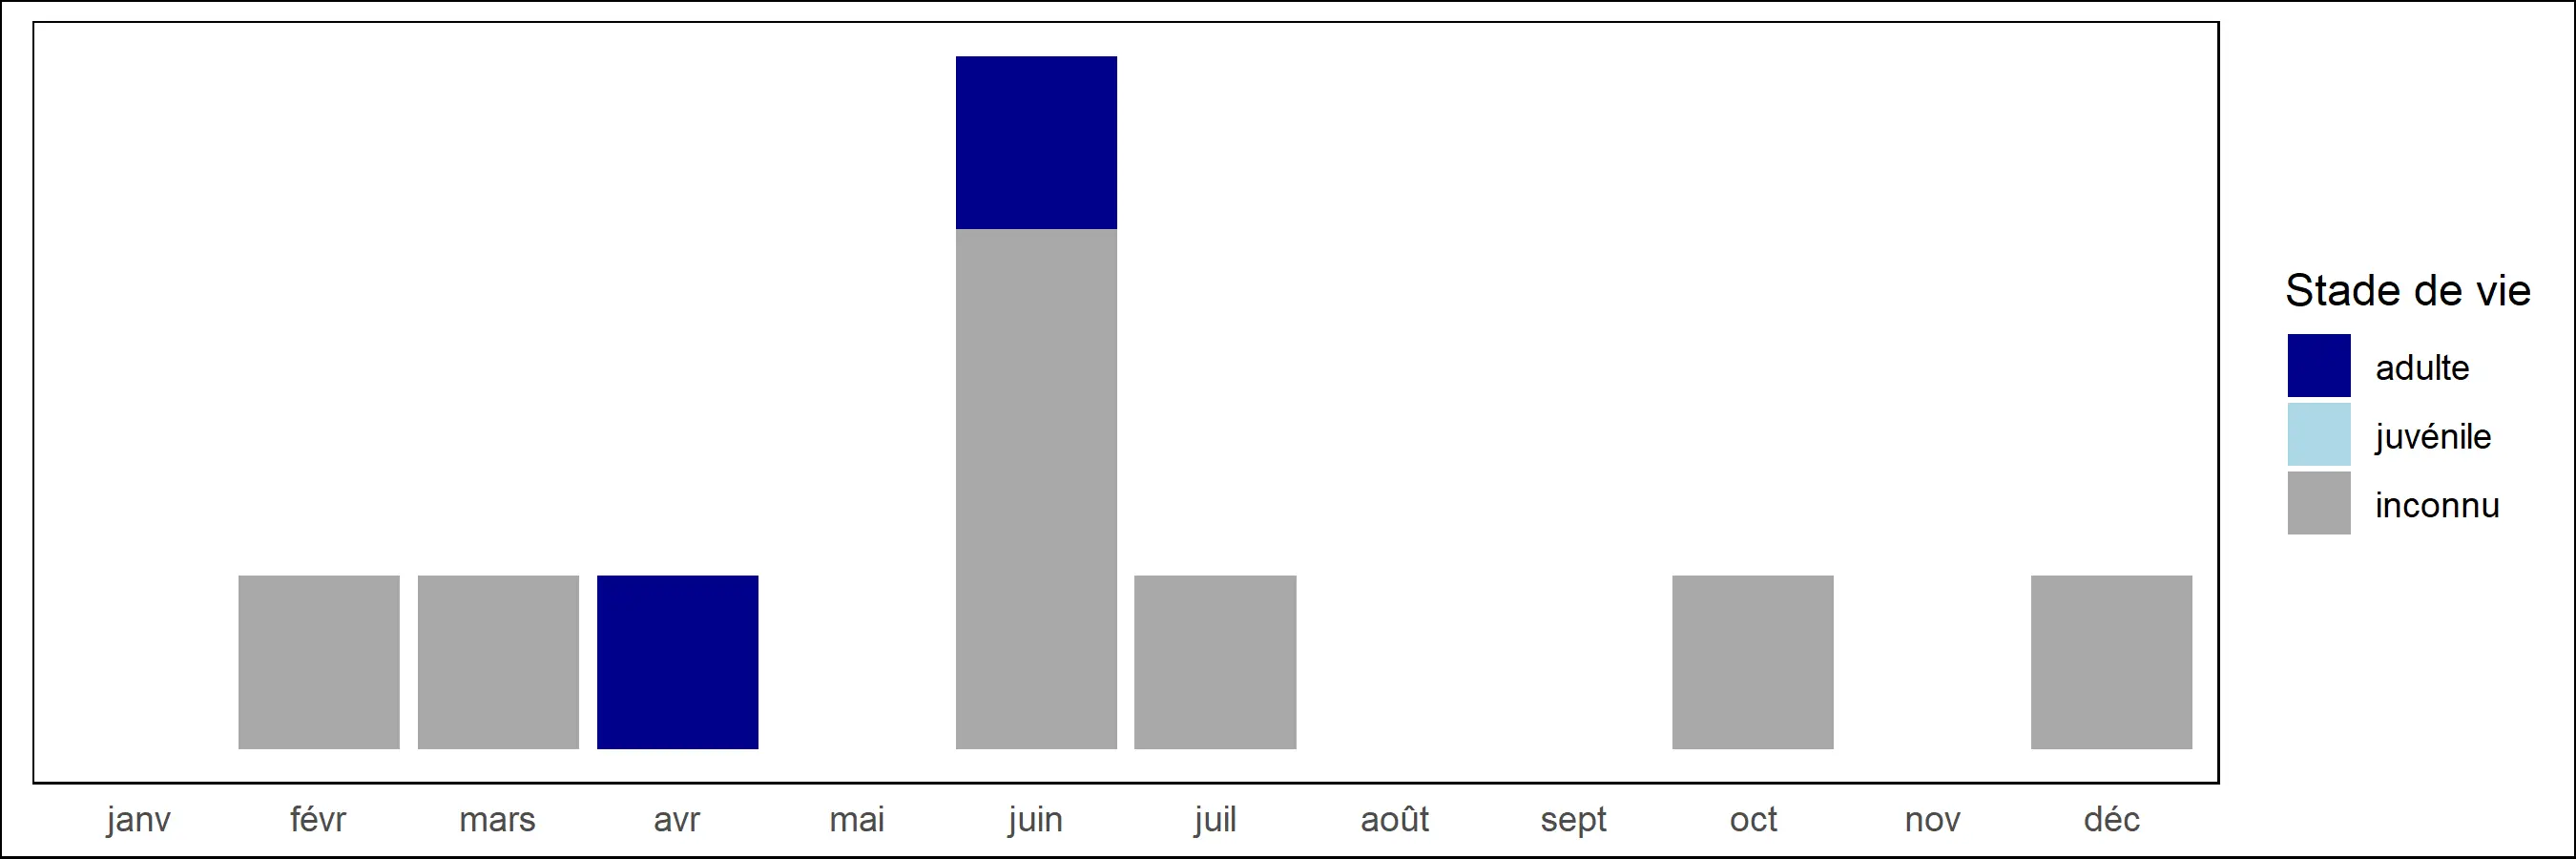 Stade de vie
adulte
juvénile
inconnu
janv févr mars avr mai juin juil août sept oct nov déc